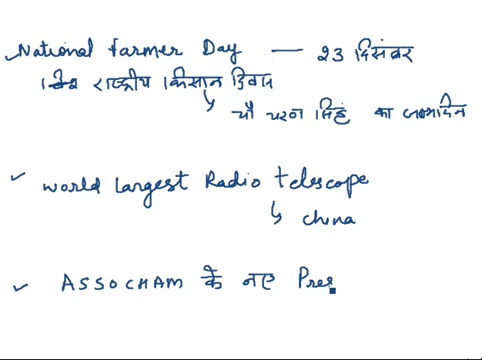 National farmer Day — 23 दिसंबर
राष्ट्रीय किसान दिवस
चौ चरण सिंह का जन्मदिन
world largest Radio telescope
china
ASSOCHAM के नए Pres